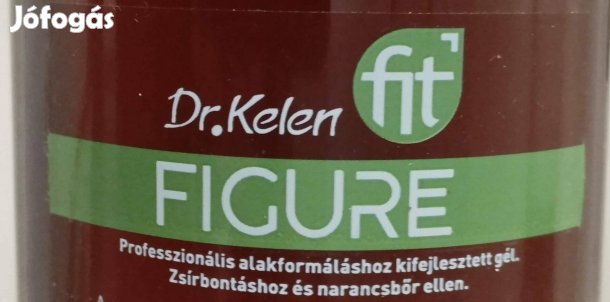 Jófogás
Dr.Kelen fit
FIGURE
Professzionális alakformáláshoz kifejlesztett gél.
Zsírbontáshoz és narancsbőr ellen.